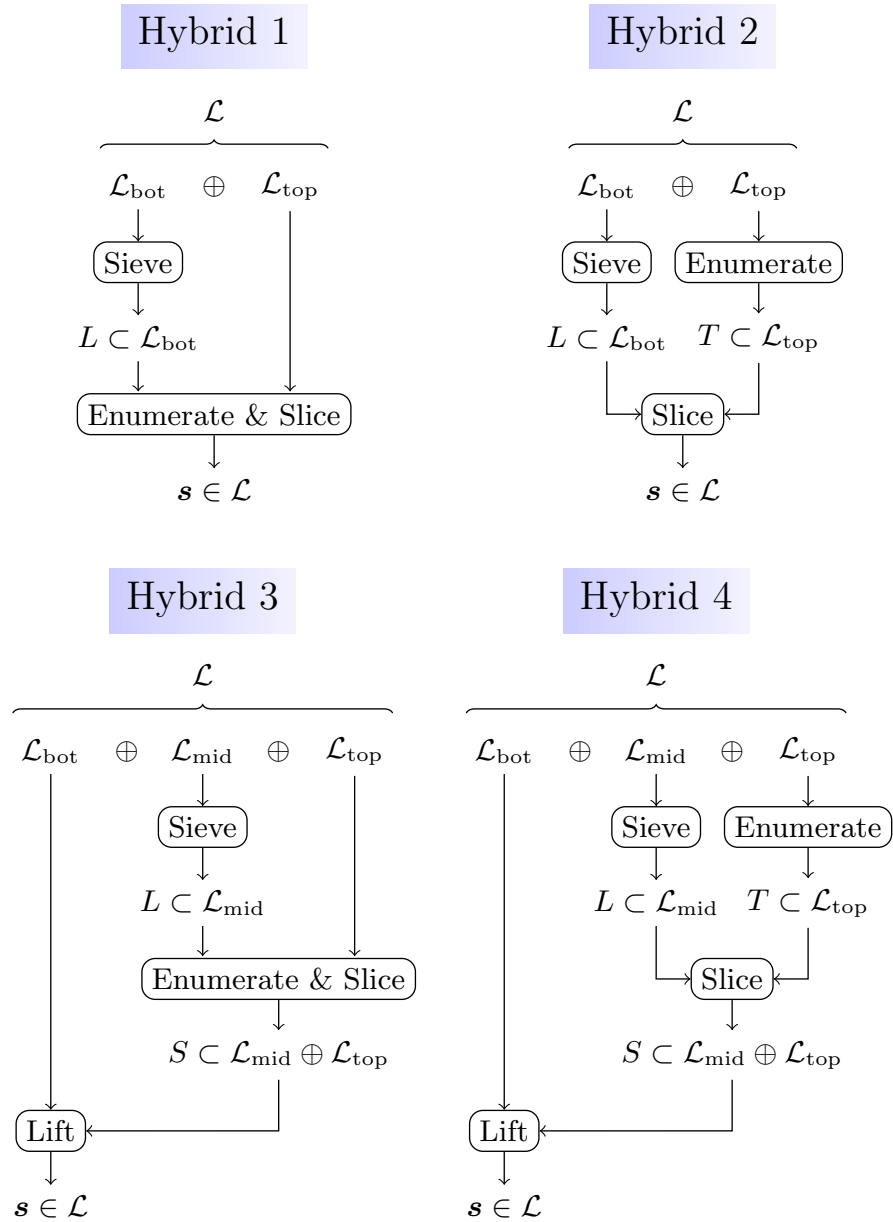 Hybrid 1
ℒ
ℒ_bot ⊕ ℒ_top
Sieve
L ⊂ ℒ_bot
Enumerate & Slice
s ∈ ℒ
Hybrid 2
ℒ
ℒ_bot ⊕ ℒ_top
Sieve Enumerate
L ⊂ ℒ_bot T ⊂ ℒ_top
Slice
s ∈ ℒ
Hybrid 3
ℒ
ℒ_bot ⊕ ℒ_mid ⊕ ℒ_top
Sieve
L ⊂ ℒ_mid
Enumerate & Slice
S ⊂ ℒ_mid ⊕ ℒ_top
Lift
s ∈ ℒ
Hybrid 4
ℒ
ℒ_bot ⊕ ℒ_mid ⊕ ℒ_top
Sieve Enumerate
L ⊂ ℒ_mid T ⊂ ℒ_top
Slice
S ⊂ ℒ_mid ⊕ ℒ_top
Lift
s ∈ ℒ